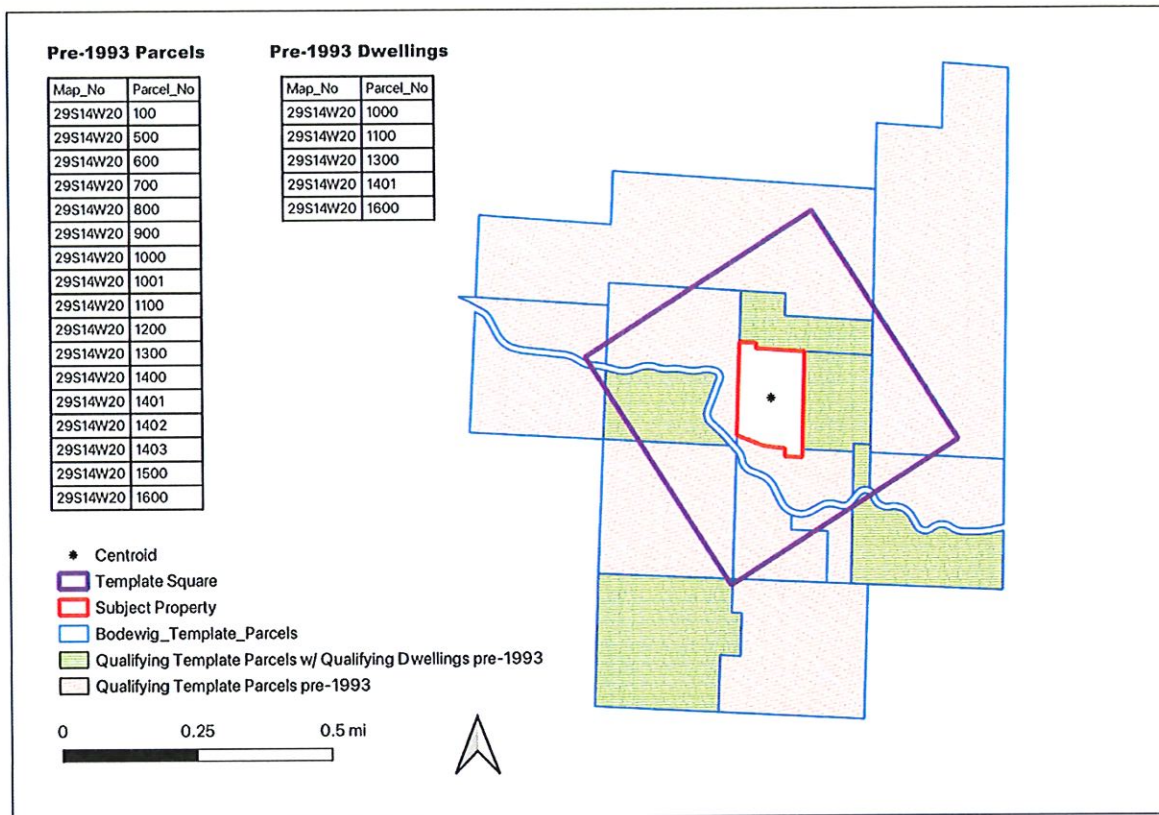 Pre-1993 Parcels
Map_No Parcel_No
29S14W20 100
29S14W20 500
29S14W20 600
29S14W20 700
29S14W20 800
29S14W20 900
29S14W20 1000
29S14W20 1001
29S14W20 1100
29S14W20 1200
29S14W20 1300
29S14W20 1400
29S14W20 1401
29S14W20 1402
29S14W20 1403
29S14W20 1500
29S14W20 1600
Pre-1993 Dwellings
Map_No Parcel_No
29S14W20 1000
29S14W20 1100
29S14W20 1300
29S14W20 1401
29S14W20 1600
Centroid
Template Square
Subject Property
Bodewig_Template_Parcels
Qualifying Template Parcels w/ Qualifying Dwellings pre-1993
Qualifying Template Parcels pre-1993
0 0.25 0.5 mi